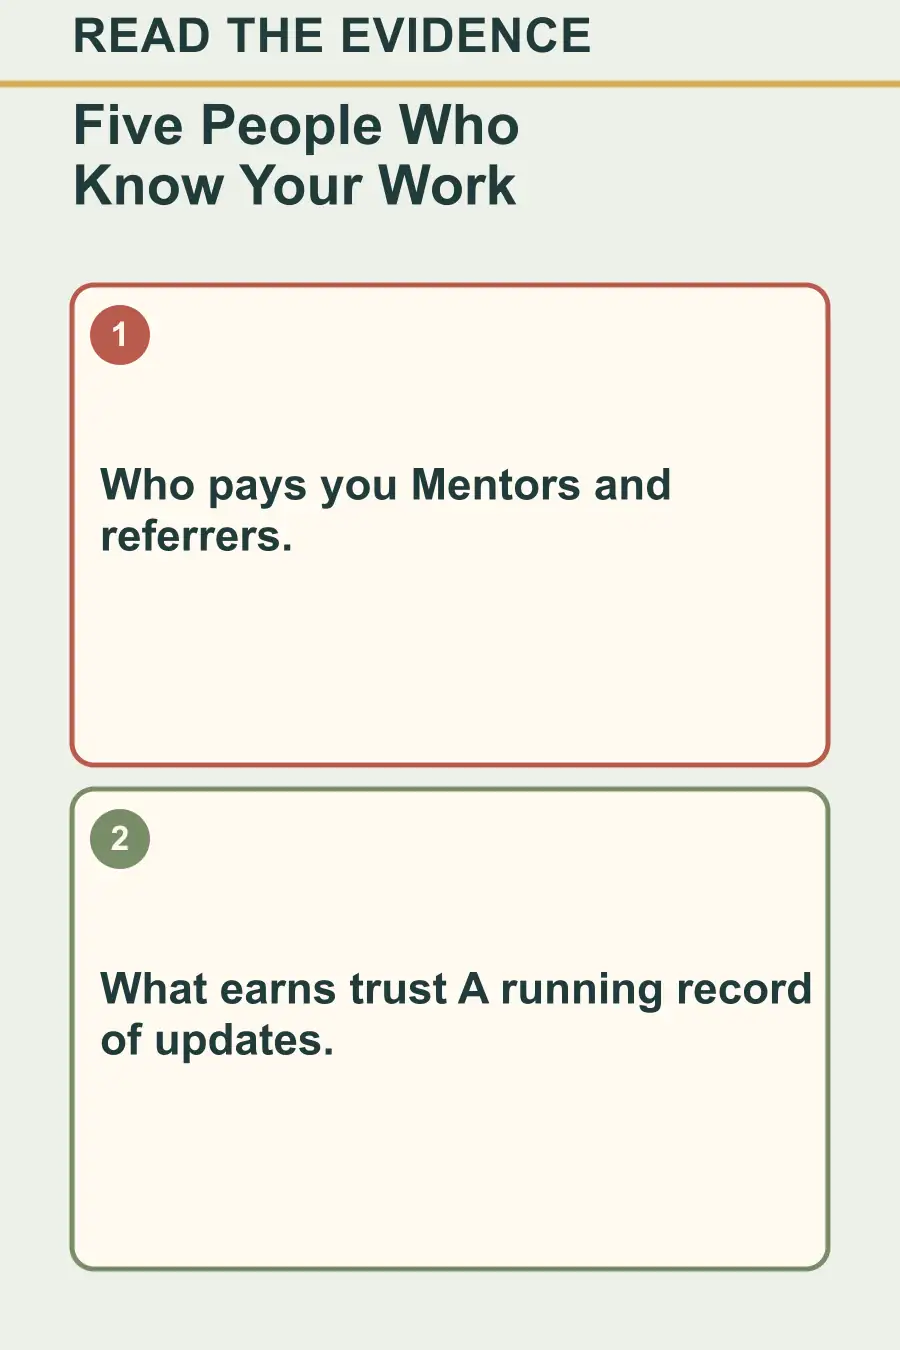 READ THE EVIDENCE
Five People Who
Know Your Work
1
Who pays you Mentors and
referrers.
2
What earns trust A running record
of updates.